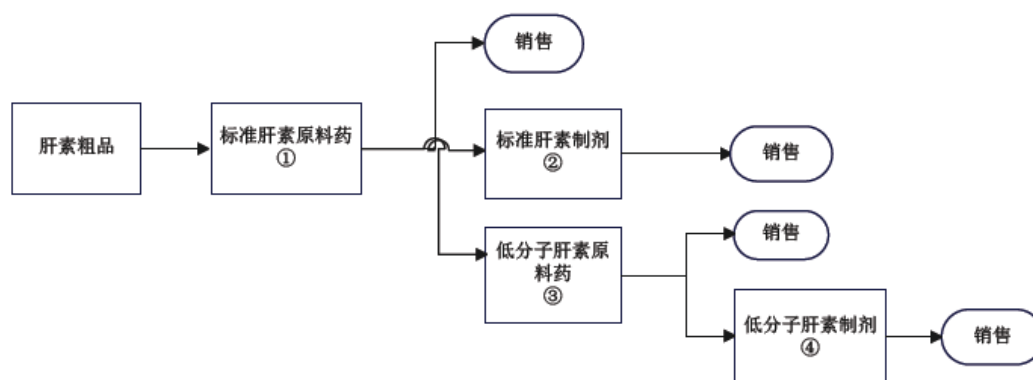 销售
肝素粗品
标准肝素原料药
①
标准肝素制剂
②
销售
低分子肝素原
料药
③
销售
低分子肝素制剂
④
销售